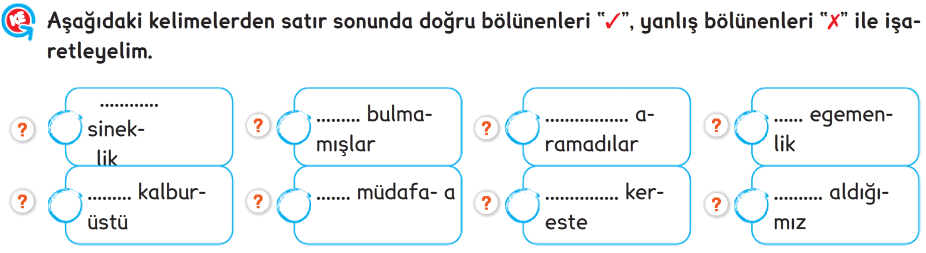 Aşağıdaki kelimelerden satır sonunda doğru bölünenleri "✓", yanlış bölünenleri "✗" ile işa-
retleyelim.
? ............
sinek-
lik
? ......... bulma-
mışlar
? ................. a-
ramadılar
? ...... egemen-
lik
? ......... kalbur-
üstü
? ....... müdafa- a
? ............... ker-
este
? .......... aldığı-
mız